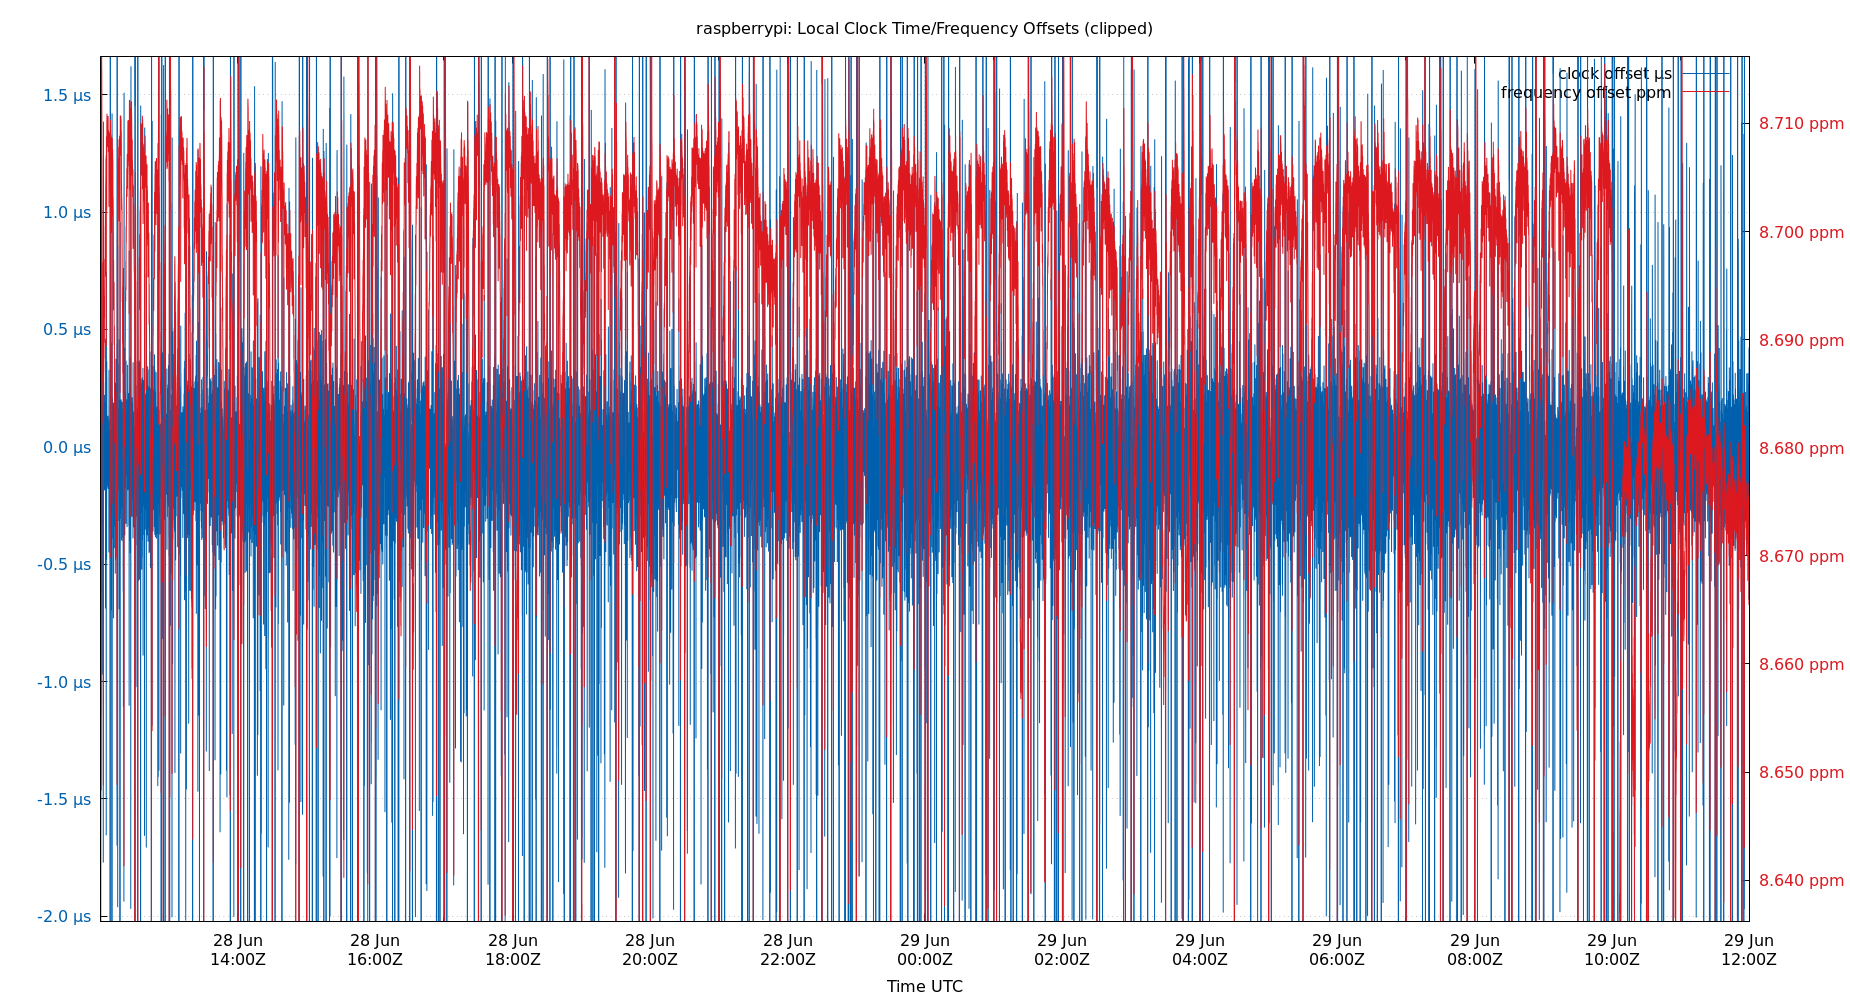 raspberrypi: Local Clock Time/Frequency Offsets (clipped)
clock offset µs
frequency offset ppm
1.5 µs
1.0 µs
0.5 µs
0.0 µs
-0.5 µs
-1.0 µs
-1.5 µs
-2.0 µs
8.710 ppm
8.700 ppm
8.690 ppm
8.680 ppm
8.670 ppm
8.660 ppm
8.650 ppm
8.640 ppm
28 Jun 28 Jun 28 Jun 28 Jun 28 Jun 29 Jun 29 Jun 29 Jun 29 Jun 29 Jun 29 Jun 29 Jun
14:00Z 16:00Z 18:00Z 20:00Z 22:00Z 00:00Z 02:00Z 04:00Z 06:00Z 08:00Z 10:00Z 12:00Z
Time UTC